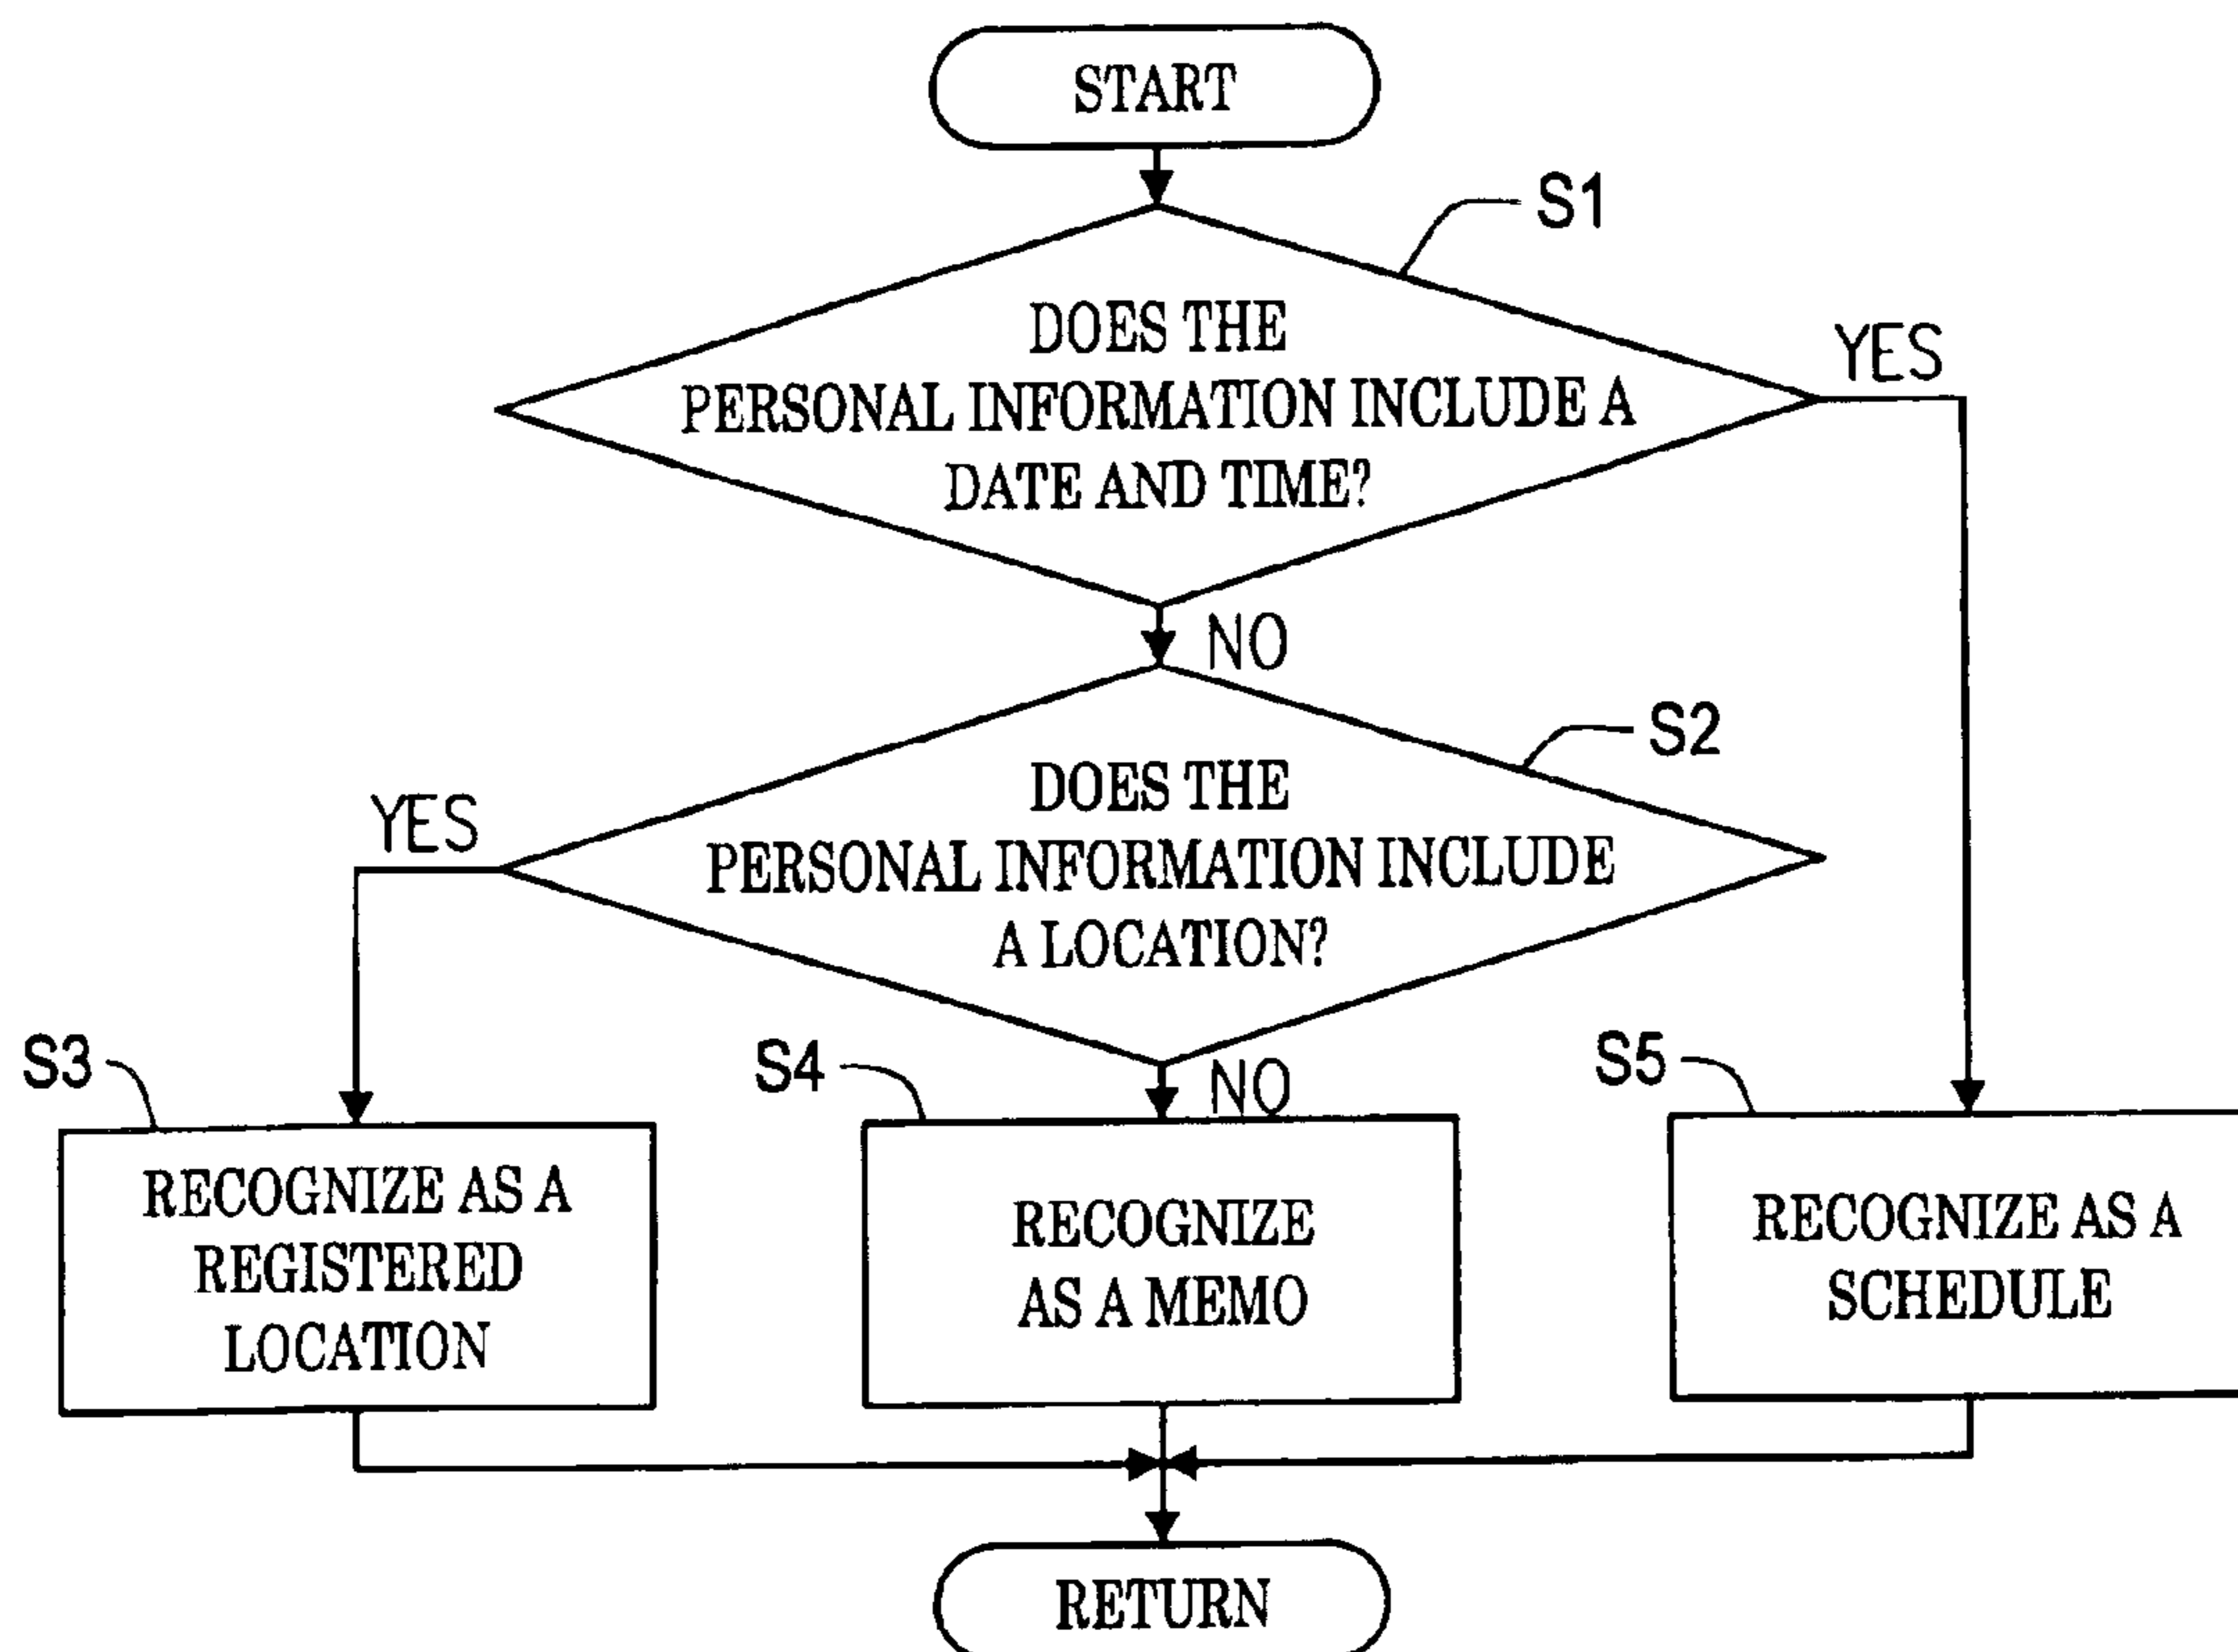 START
S1
DOES THE
PERSONAL INFORMATION INCLUDE A
DATE AND TIME?
YES
NO
S2
DOES THE
PERSONAL INFORMATION INCLUDE
A LOCATION?
YES
NO
S3
RECOGNIZE AS A
REGISTERED
LOCATION
S4
RECOGNIZE
AS A MEMO
S5
RECOGNIZE AS A
SCHEDULE
RETURN